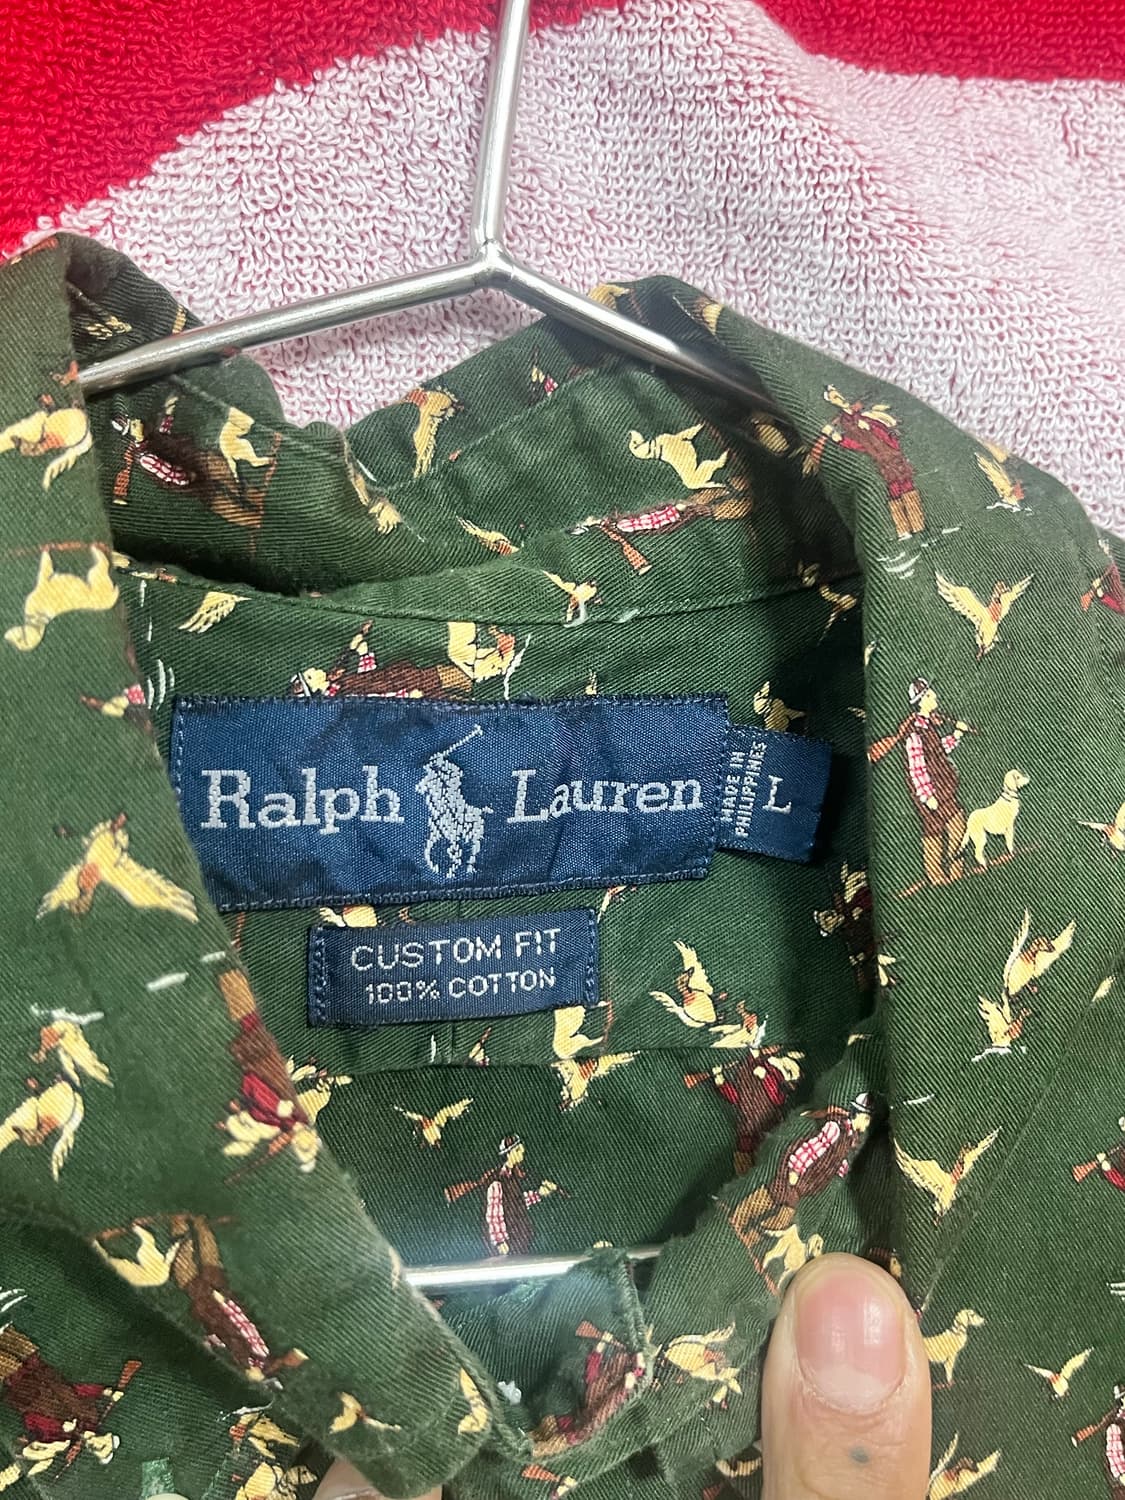 Ralph Lauren
MADE IN
PHILIPPINES
L
CUSTOM FIT
100% COTTON